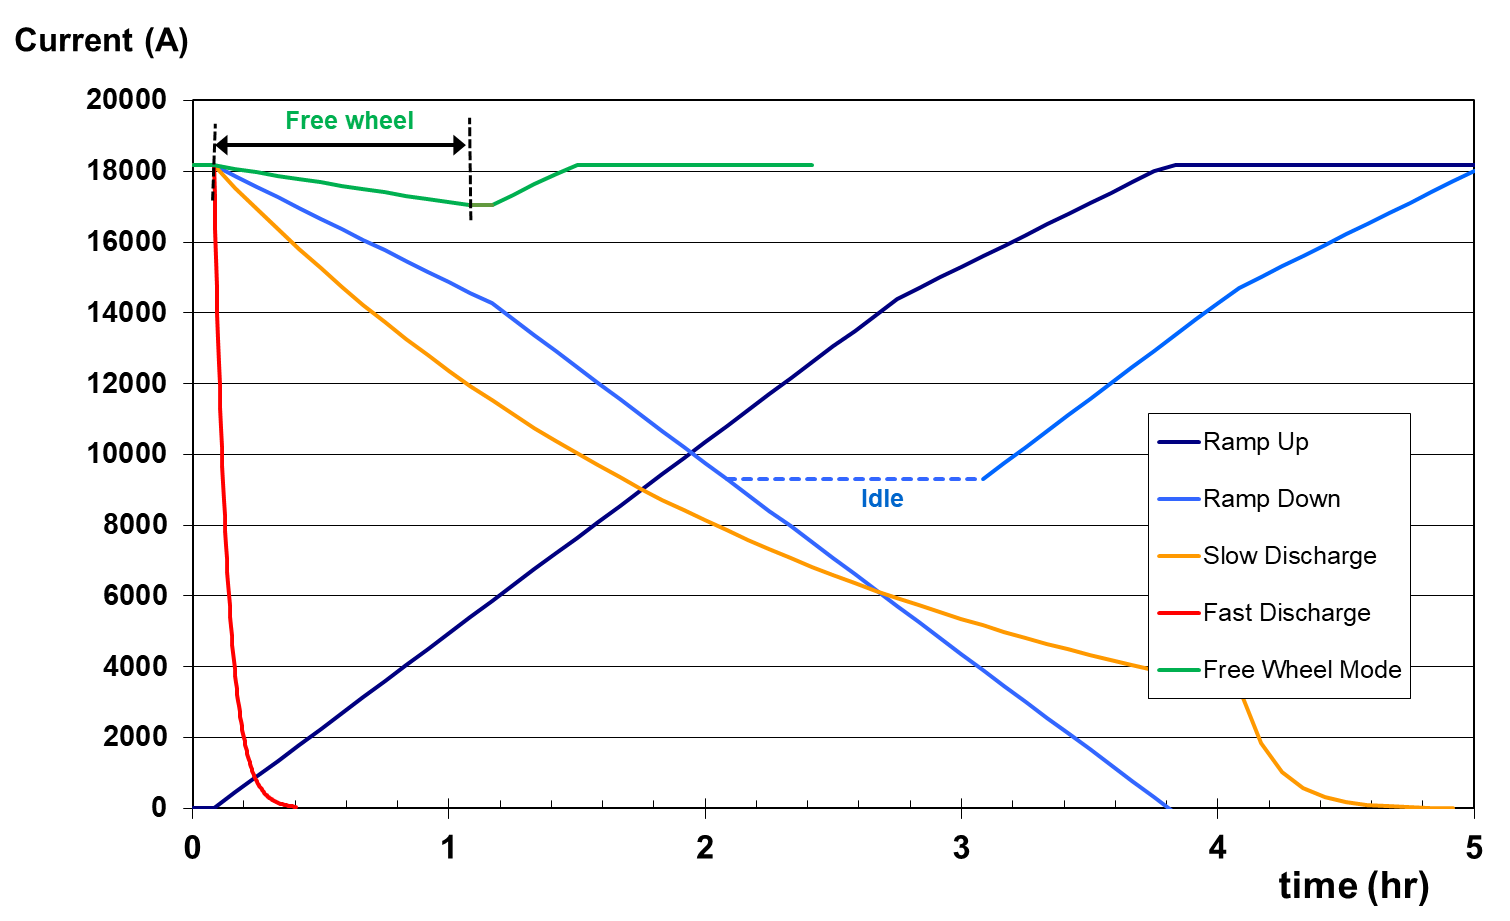 Current (A)
20000
Free wheel
18000
16000
14000
12000
10000
Ramp Up
Idle
Ramp Down
8000
Slow Discharge
6000
Fast Discharge
4000
Free Wheel Mode
2000
0
0 1 2 3 4 5
time (hr)